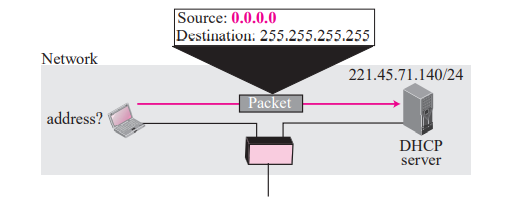 Source: 0.0.0.0
Destination: 255.255.255.255
Network
221.45.71.140/24
Packet
address?
DHCP
server